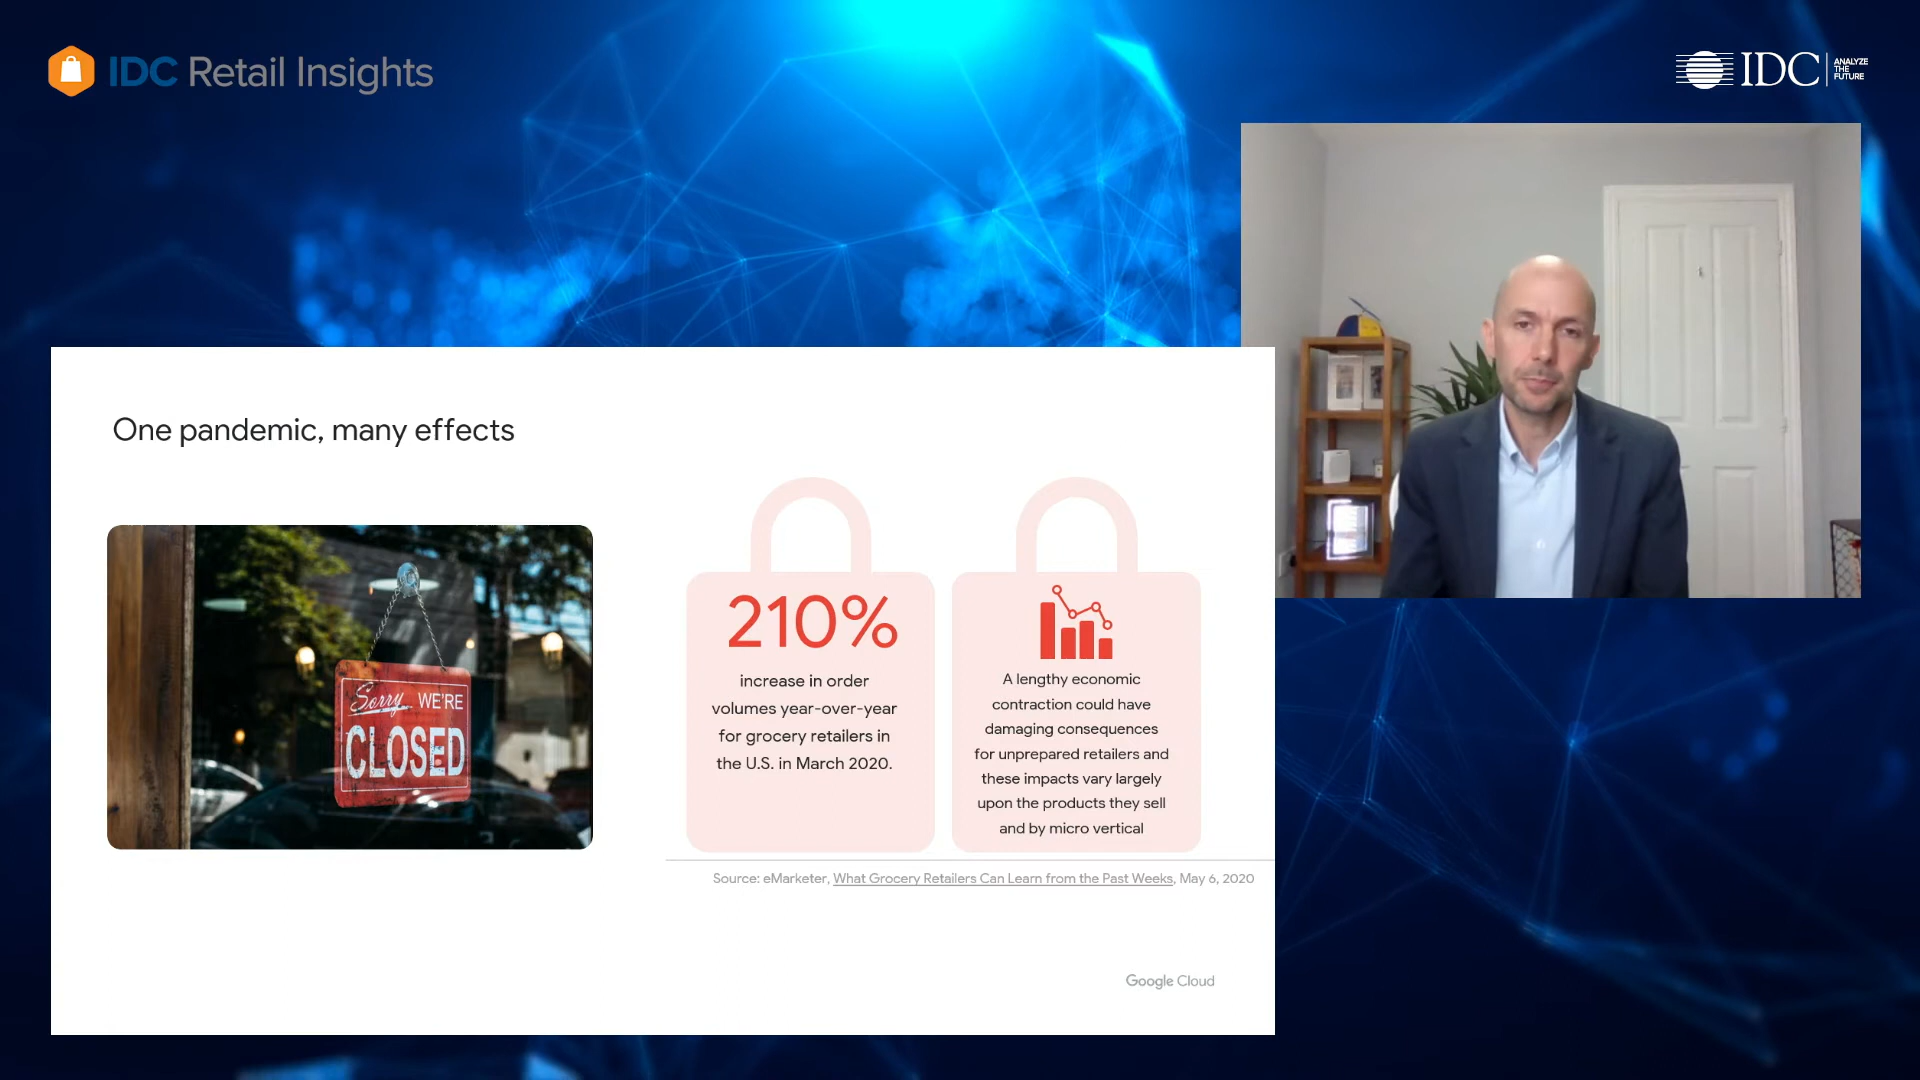 IDC Retail Insights
IDC
ANALYZE
THE
FUTURE
One pandemic, many effects
Sorry WE'RE
CLOSED
210%
increase in order
volumes year-over-year
for grocery retailers in
the U.S. in March 2020.
A lengthy economic
contraction could have
damaging consequences
for unprepared retailers and
these impacts vary largely
upon the products they sell
and by micro vertical
Source: eMarketer, What Grocery Retailers Can Learn from the Past Weeks, May 6, 2020
Google Cloud